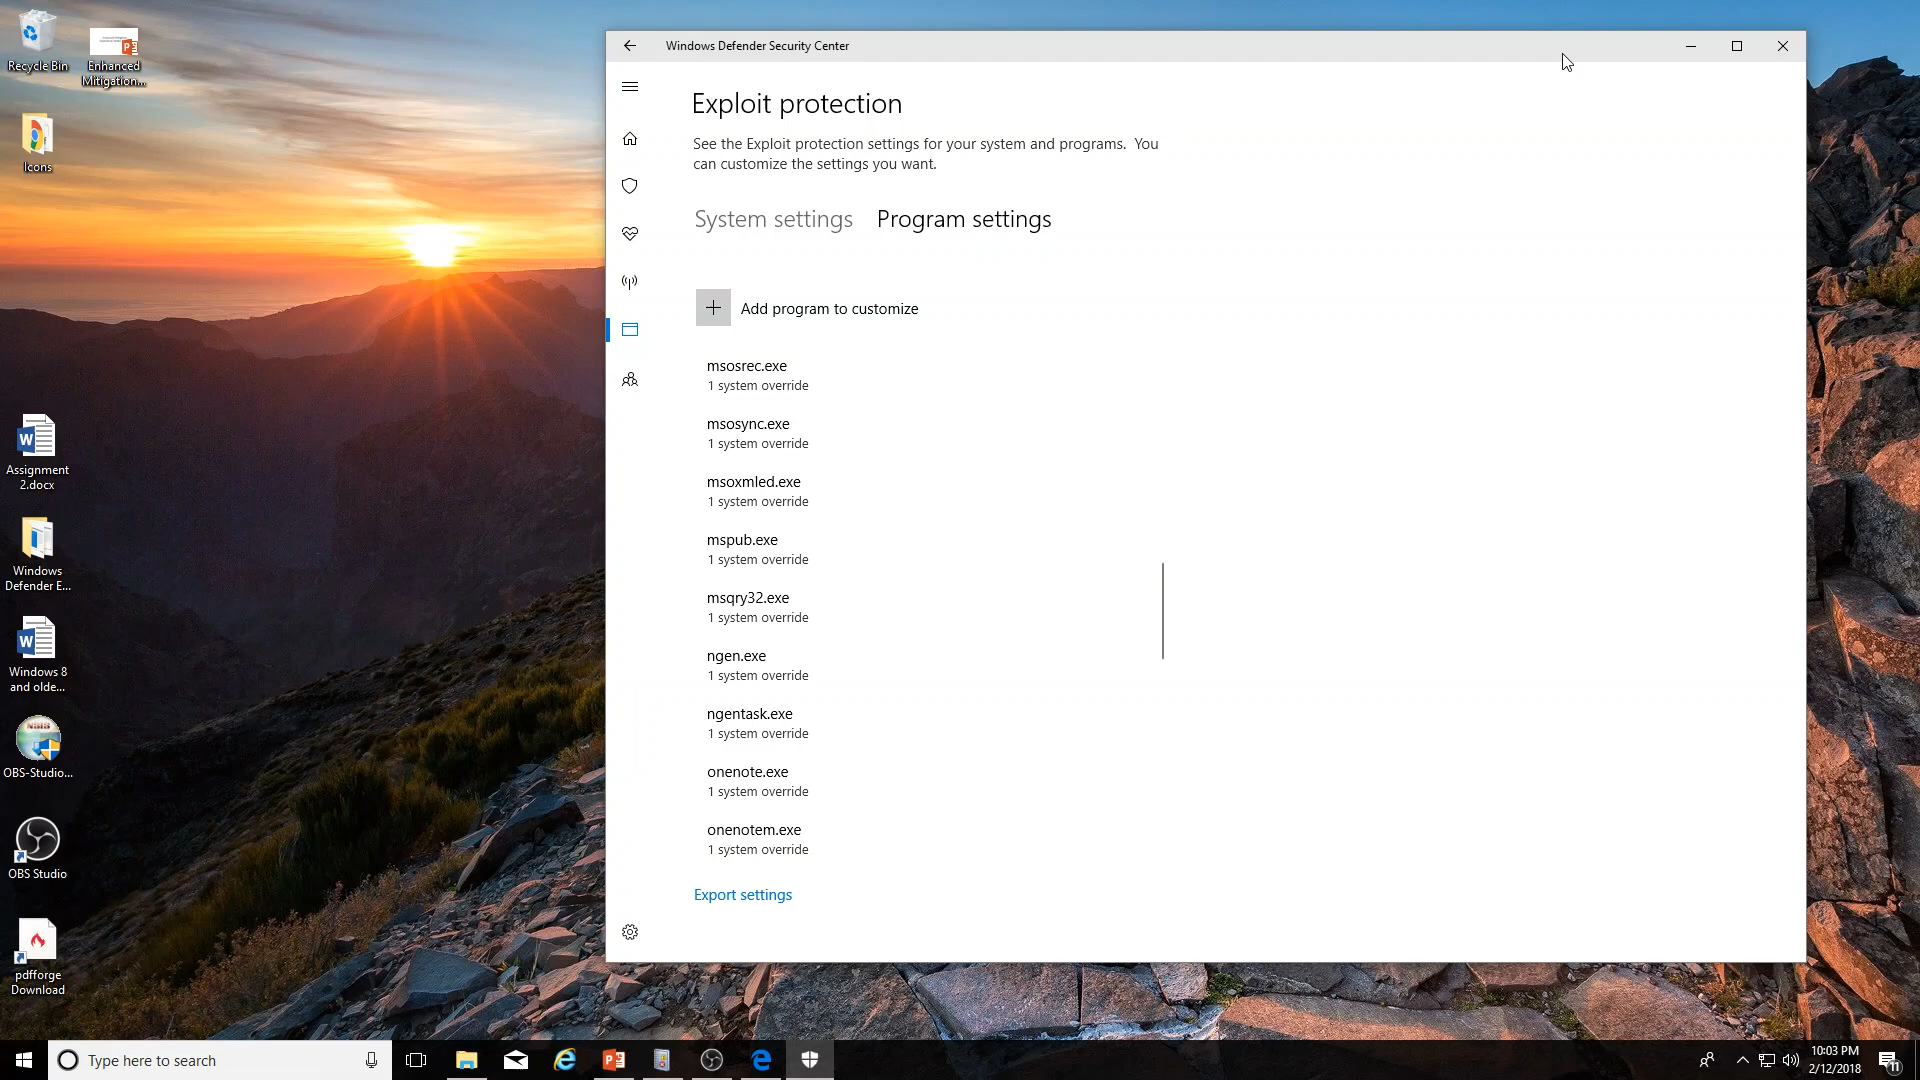 Recycle Bin
Enhanced
Mitigation...
Icons
Assignment
2.docx
Windows
Defender E...
Windows 8
and olde...
NSIS
OBS-Studio...
OBS Studio
pdfforge
Download
Windows Defender Security Center
Exploit protection
See the Exploit protection settings for your system and programs. You
can customize the settings you want.
System settings
Program settings
Add program to customize
msosrec.exe
1 system override
msosync.exe
1 system override
msoxmled.exe
1 system override
mspub.exe
1 system override
msqry32.exe
1 system override
ngen.exe
1 system override
ngentask.exe
1 system override
onenote.exe
1 system override
onenotem.exe
1 system override
Export settings
Type here to search
10:03 PM
2/12/2018
11